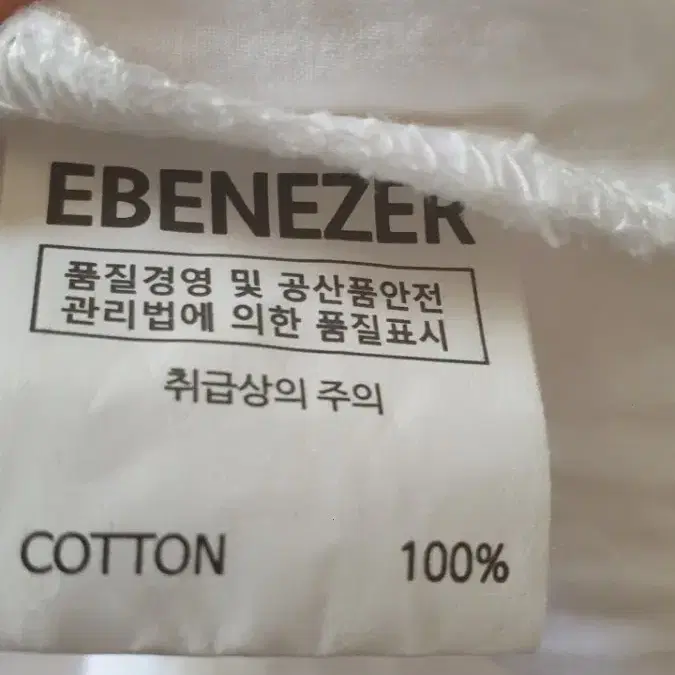 EBENEZER
품질경영 및 공산품안전
관리법에 의한 품질표시
취급상의 주의
COTTON 100%